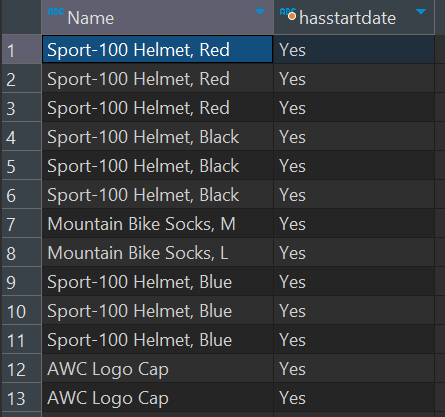 Name hasstartdate
1 Sport-100 Helmet, Red Yes
2 Sport-100 Helmet, Red Yes
3 Sport-100 Helmet, Red Yes
4 Sport-100 Helmet, Black Yes
5 Sport-100 Helmet, Black Yes
6 Sport-100 Helmet, Black Yes
7 Mountain Bike Socks, M Yes
8 Mountain Bike Socks, L Yes
9 Sport-100 Helmet, Blue Yes
10 Sport-100 Helmet, Blue Yes
11 Sport-100 Helmet, Blue Yes
12 AWC Logo Cap Yes
13 AWC Logo Cap Yes